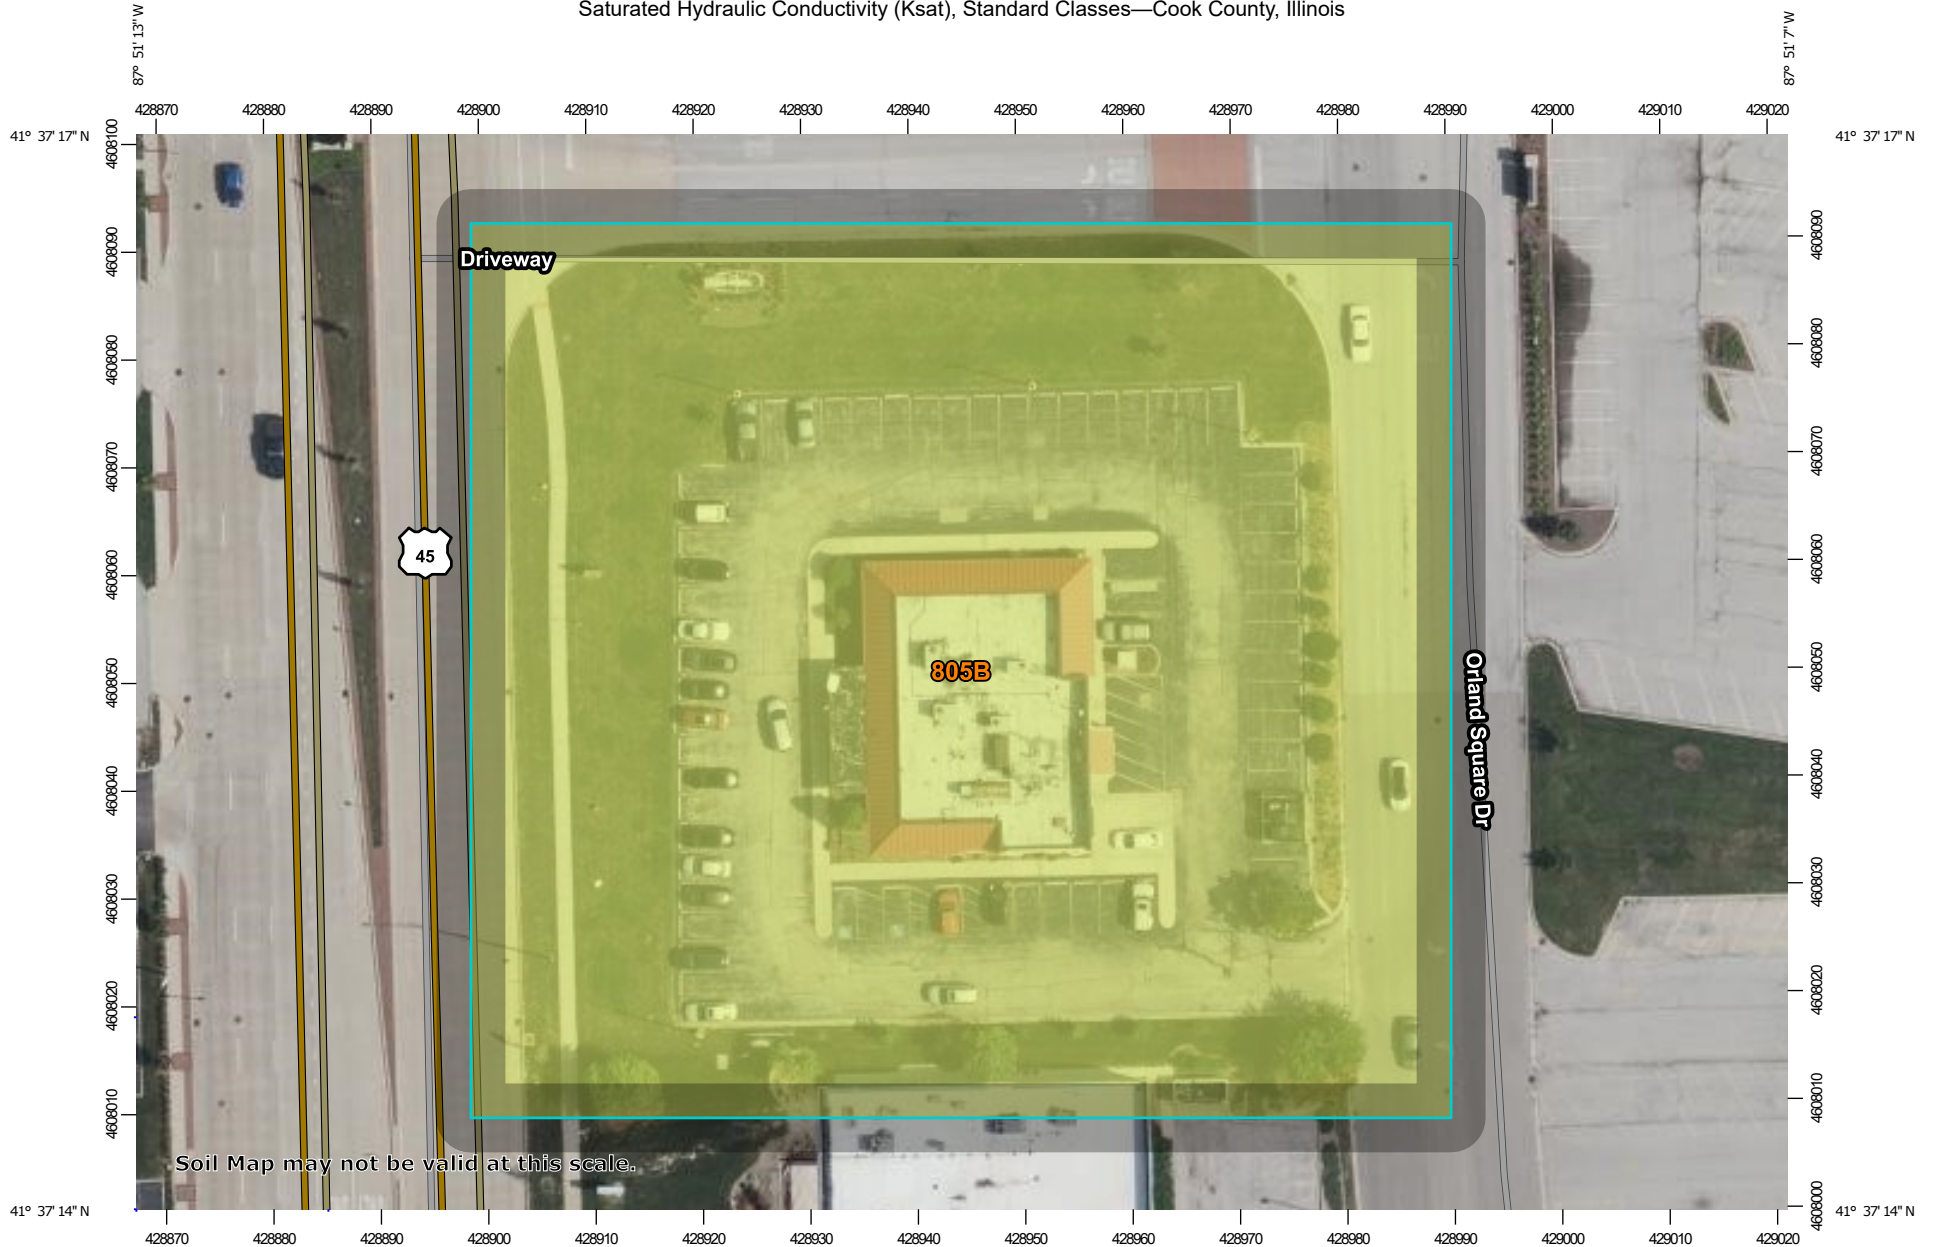 Saturated Hydraulic Conductivity (Ksat), Standard Classes—Cook County, Illinois
87° 51' 13'' W
87° 51' 7'' W
428870 428880 428890 428900 428910 428920 428930 428940 428950 428960 428970 428980 428990 429000 429010 429020
41° 37' 17'' N
41° 37' 17'' N
4608100
4608090
4608080
4608070
4608060
4608050
4608040
4608030
4608020
4608010
Driveway
45
805B
Orland Square Dr
Soil Map may not be valid at this scale.
4608090
4608080
4608070
4608060
4608050
4608040
4608030
4608020
4608010
4608000
41° 37' 14'' N
41° 37' 14'' N
428870 428880 428890 428900 428910 428920 428930 428940 428950 428960 428970 428980 428990 429000 429010 429020